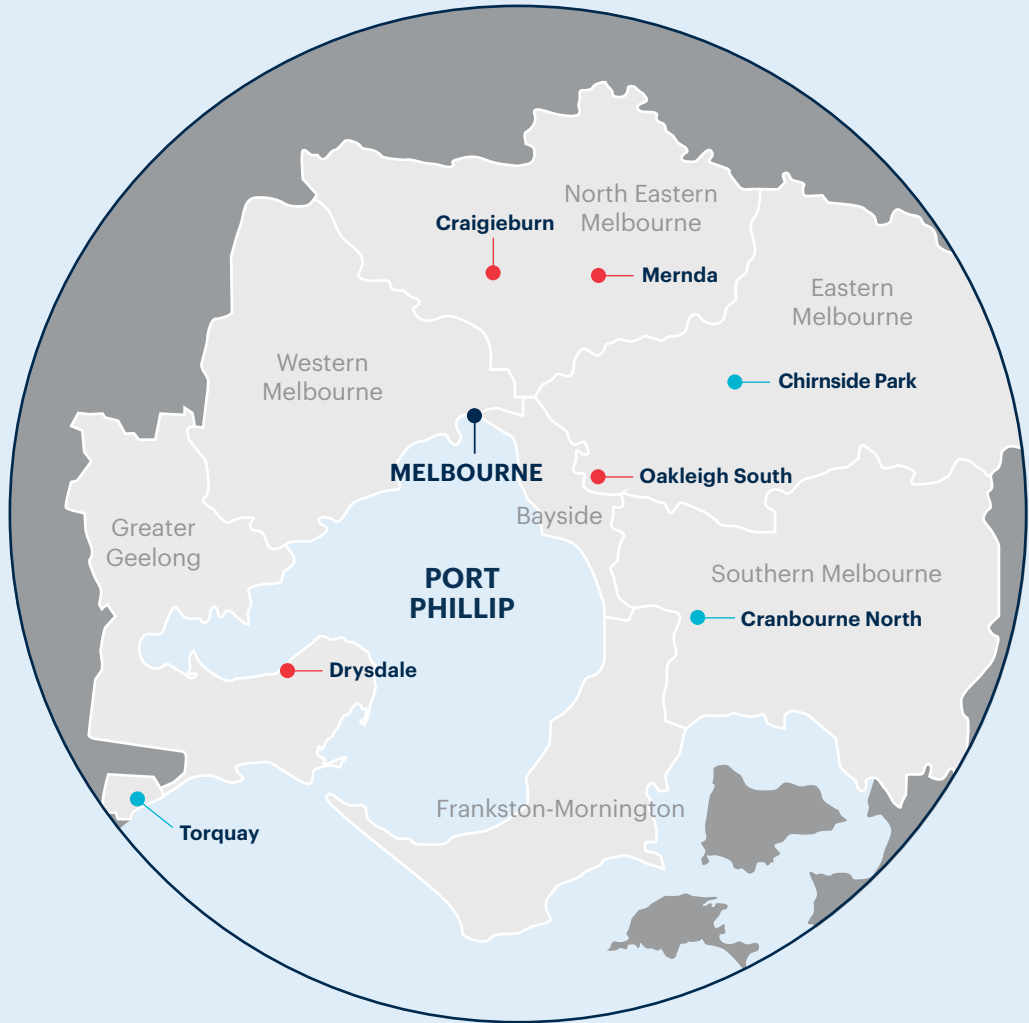 North Eastern
Melbourne
Craigieburn
Mernda
Eastern
Melbourne
Western
Melbourne
Chirnside Park
MELBOURNE
Oakleigh South
Bayside
Greater
Geelong
PORT
PHILLIP
Southern Melbourne
Cranbourne North
Drysdale
Frankston-Mornington
Torquay